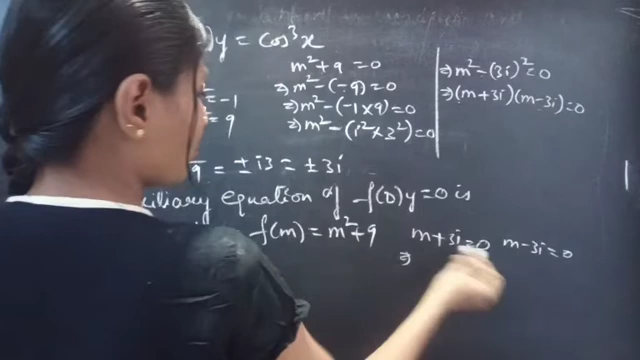 )y = cos³x
m²+9 = 0
⇒ m² - (-9) = 0
= -1
⇒ m² - (-1×9) = 0
= 9
⇒ m² - (i²×3²) = 0
⇒ m² - (3i)² = 0
⇒ (m+3i)(m-3i) = 0
9 = ± i3 = ± 3i
xiliary equation of f(D)y = 0 is
f(m) = m²+9
m+3i = 0 m-3i = 0
⇒